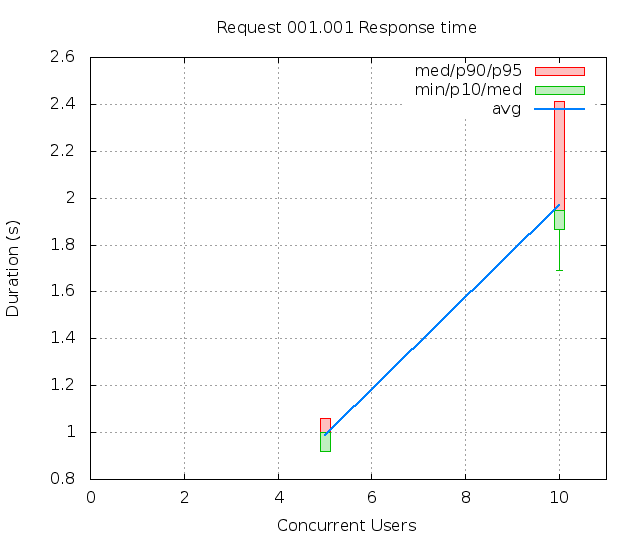 Request 001.001 Response time
med/p90/p95
min/p10/med
avg
Duration (s)
2.6
2.4
2.2
2
1.8
1.6
1.4
1.2
1
0.8
0 2 4 6 8 10
Concurrent Users